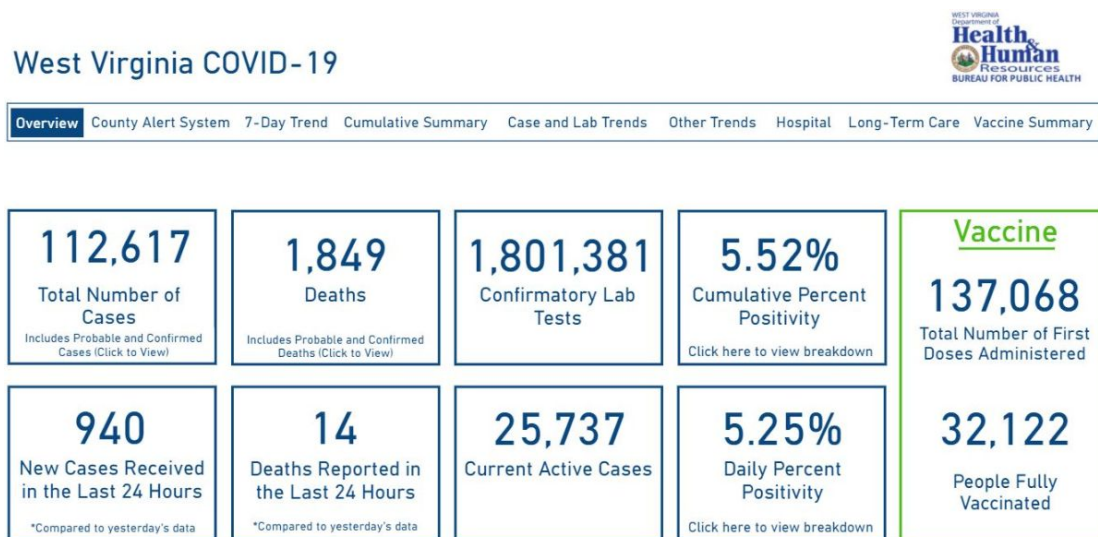 West Virginia COVID-19
WEST VIRGINIA
Department of
Health &
Human
Resources
BUREAU FOR PUBLIC HEALTH
Overview County Alert System 7-Day Trend Cumulative Summary Case and Lab Trends Other Trends Hospital Long-Term Care Vaccine Summary
112,617
Total Number of
Cases
Includes Probable and Confirmed
Cases (Click to View)
1,849
Deaths
Includes Probable and Confirmed
Deaths (Click to View)
1,801,381
Confirmatory Lab
Tests
5.52%
Cumulative Percent
Positivity
Click here to view breakdown
Vaccine
137,068
Total Number of First
Doses Administered
32,122
People Fully
Vaccinated
940
New Cases Received
in the Last 24 Hours
*Compared to yesterday's data
14
Deaths Reported in
the Last 24 Hours
*Compared to yesterday's data
25,737
Current Active Cases
5.25%
Daily Percent
Positivity
Click here to view breakdown